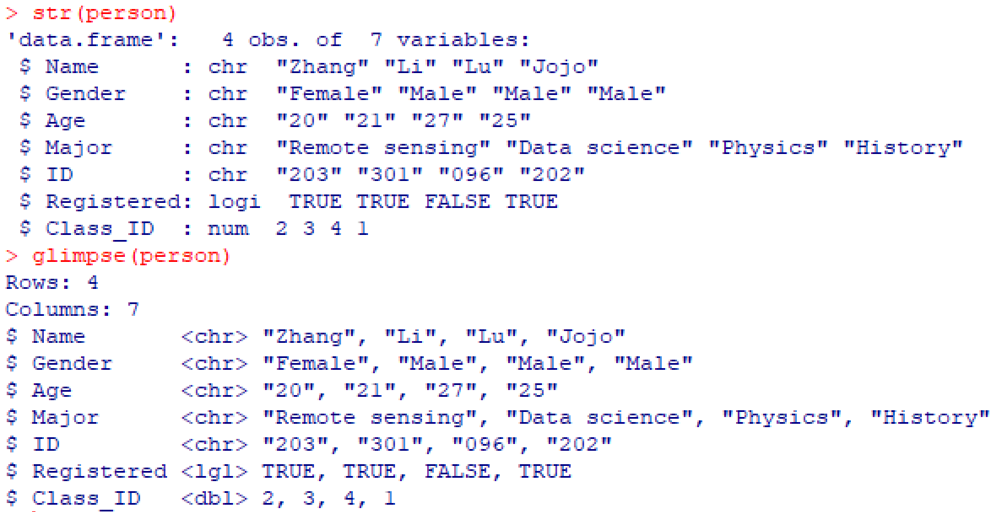 > str(person)
'data.frame':   4 obs. of  7 variables:
 $ Name      : chr  "Zhang" "Li" "Lu" "Jojo"
 $ Gender    : chr  "Female" "Male" "Male" "Male"
 $ Age       : chr  "20" "21" "27" "25"
 $ Major     : chr  "Remote sensing" "Data science" "Physics" "History"
 $ ID        : chr  "203" "301" "096" "202"
 $ Registered: logi  TRUE TRUE FALSE TRUE
 $ Class_ID  : num  2 3 4 1
> glimpse(person)
Rows: 4
Columns: 7
$ Name       <chr> "Zhang", "Li", "Lu", "Jojo"
$ Gender     <chr> "Female", "Male", "Male", "Male"
$ Age        <chr> "20", "21", "27", "25"
$ Major      <chr> "Remote sensing", "Data science", "Physics", "History"
$ ID         <chr> "203", "301", "096", "202"
$ Registered <lgl> TRUE, TRUE, FALSE, TRUE
$ Class_ID   <dbl> 2, 3, 4, 1